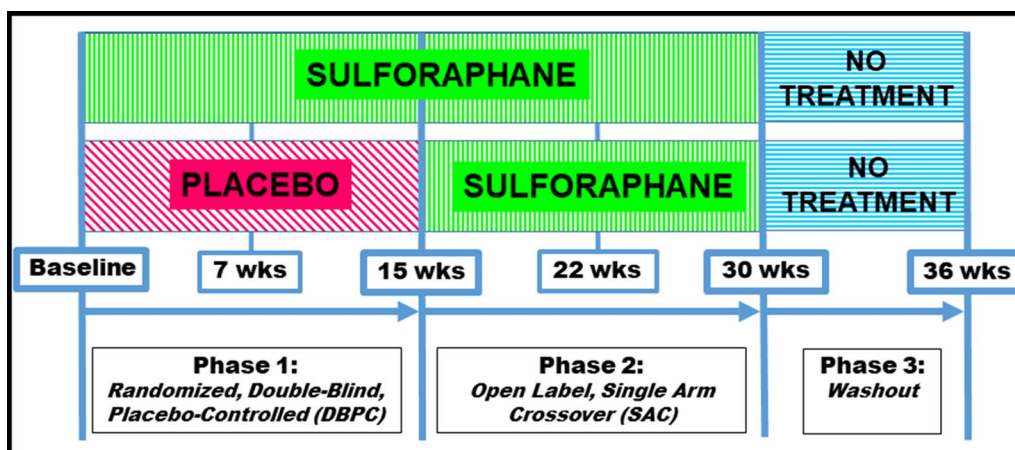 SULFORAPHANE
NO
TREATMENT
PLACEBO
SULFORAPHANE
NO
TREATMENT
Baseline
7 wks
15 wks
22 wks
30 wks
36 wks
Phase 1:
Randomized, Double-Blind,
Placebo-Controlled (DBPC)
Phase 2:
Open Label, Single Arm
Crossover (SAC)
Phase 3:
Washout